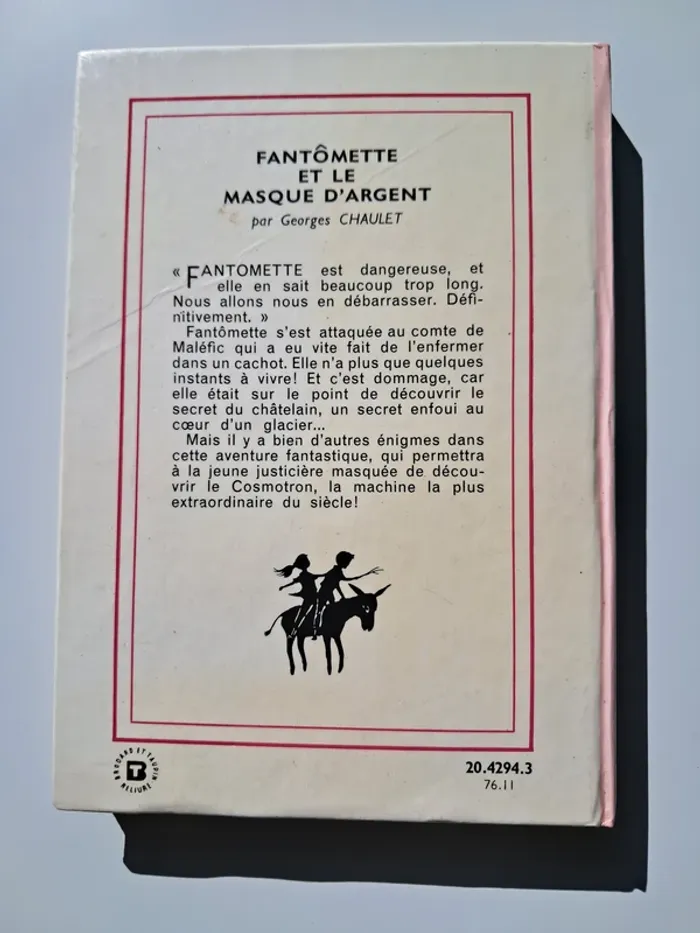 FANTÔMETTE
ET LE
MASQUE D'ARGENT
par Georges CHAULET
« FANTOMETTE est dangereuse, et
elle en sait beaucoup trop long.
Nous allons nous en débarrasser. Défi-
nitivement. »
Fantômette s'est attaquée au comte de
Maléfic qui a eu vite fait de l'enfermer
dans un cachot. Elle n'a plus que quelques
instants à vivre! Et c'est dommage, car
elle était sur le point de découvrir le
secret du châtelain, un secret enfoui au
cœur d'un glacier...
Mais il y a bien d'autres énigmes dans
cette aventure fantastique, qui permettra
à la jeune justicière masquée de décou-
vrir le Cosmotron, la machine la plus
extraordinaire du siècle!
BRODARD ET TAUPIN
BT
RELIURE
20.4294.3
76.11